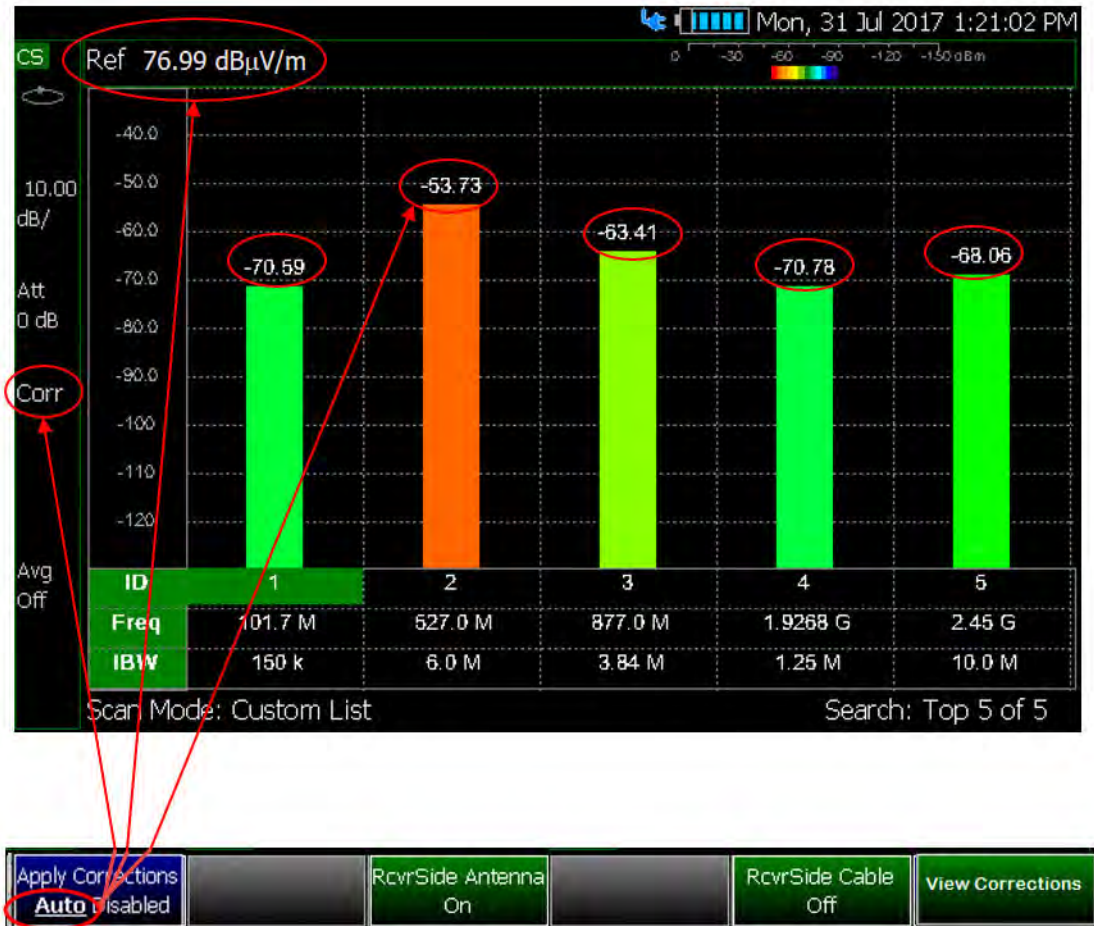 Mon, 31 Jul 2017 1:21:02 PM
CS
Ref 76.99 dBµV/m
0 -30 -60 -90 -120 -150 dBm
-40.0
-50.0
-60.0
-70.0
-80.0
-90.0
-100
-110
-120
10.00
dB/
Att
0 dB
Corr
Avg
Off
-70.59
-53.73
-63.41
-70.78
-68.06
ID 1 2 3 4 5
Freq 101.7 M 527.0 M 877.0 M 1.9268 G 2.45 G
IBW 150 k 6.0 M 3.84 M 1.25 M 10.0 M
Scan Mode: Custom List Search: Top 5 of 5
Apply Corrections
Auto Disabled
RcvrSide Antenna
On
RcvrSide Cable
Off
View Corrections